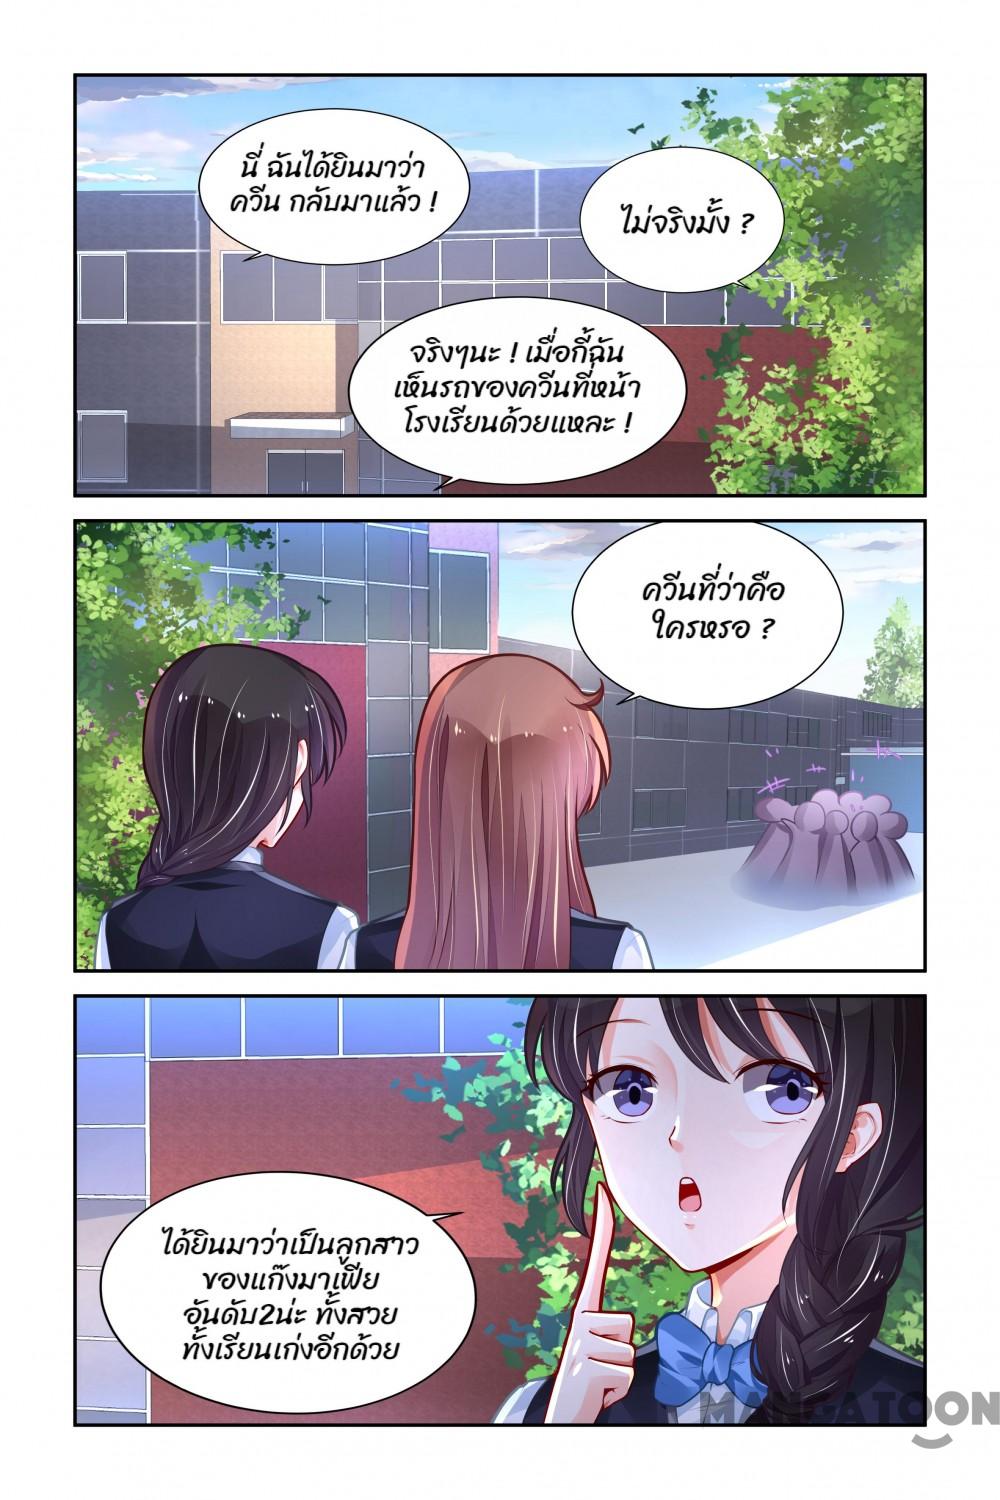 นี่ ฉันได้ยินมาว่า
ควีน กลับมาแล้ว !
ไม่จริงมั้ง ?
จริงๆนะ ! เมื่อกี้ฉัน
เห็นรถของควีนที่หน้า
โรงเรียนด้วยแหละ !
ควีนที่ว่าคือ
ใครหรอ ?
ได้ยินมาว่าเป็นลูกสาว
ของแก๊งมาเฟีย
อันดับ2น่ะ ทั้งสวย
ทั้งเรียนเก่งอีกด้วย
MANGATOON